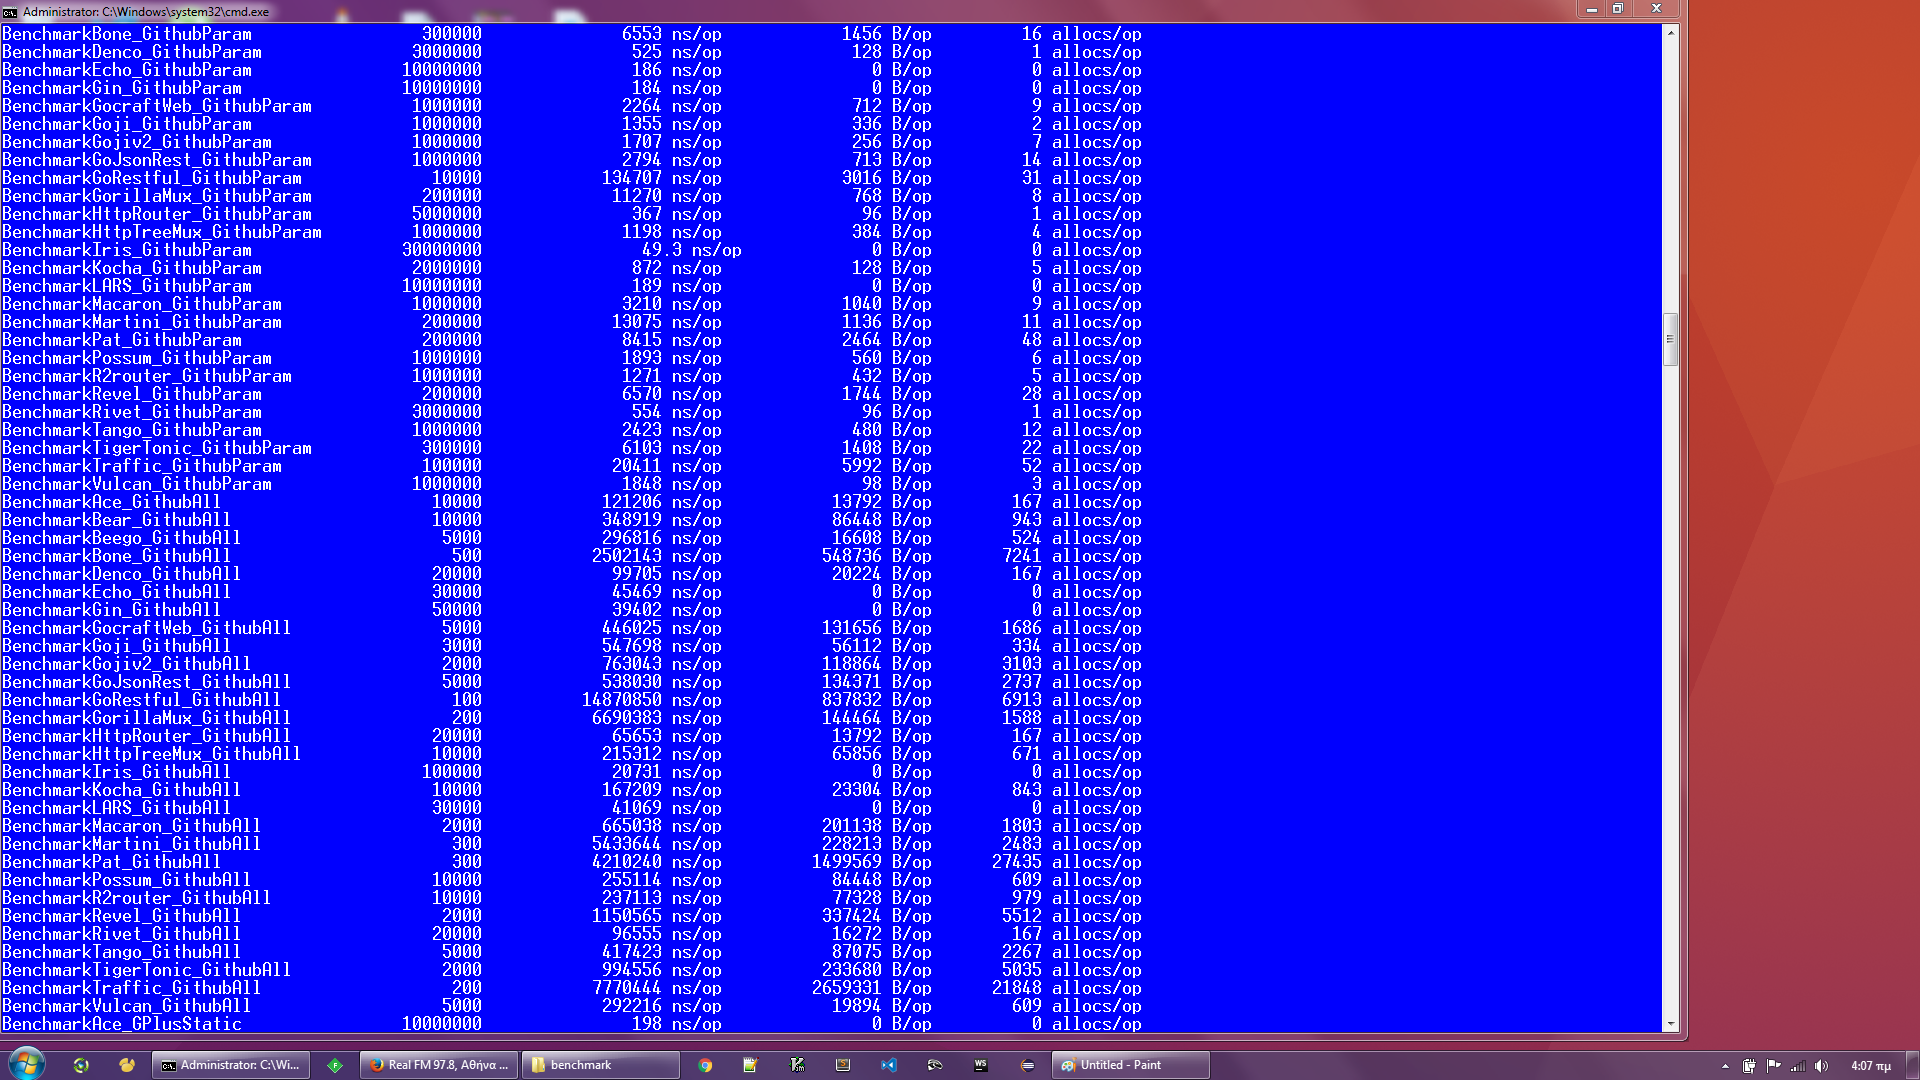 Administrator: C:\Windows\system32\cmd.exe
BenchmarkBone_GithubParam 300000 6553 ns/op 1456 B/op 16 allocs/op
BenchmarkDenco_GithubParam 3000000 525 ns/op 128 B/op 1 allocs/op
BenchmarkEcho_GithubParam 10000000 186 ns/op 0 B/op 0 allocs/op
BenchmarkGin_GithubParam 10000000 184 ns/op 0 B/op 0 allocs/op
BenchmarkGocraftWeb_GithubParam 1000000 2264 ns/op 712 B/op 9 allocs/op
BenchmarkGoji_GithubParam 1000000 1355 ns/op 336 B/op 2 allocs/op
BenchmarkGojiv2_GithubParam 1000000 1707 ns/op 256 B/op 7 allocs/op
BenchmarkGoJsonRest_GithubParam 1000000 2794 ns/op 713 B/op 14 allocs/op
BenchmarkGoRestful_GithubParam 10000 134707 ns/op 3016 B/op 31 allocs/op
BenchmarkGorillaMux_GithubParam 200000 11270 ns/op 768 B/op 8 allocs/op
BenchmarkHttpRouter_GithubParam 5000000 367 ns/op 96 B/op 1 allocs/op
BenchmarkHttpTreeMux_GithubParam 1000000 1198 ns/op 384 B/op 4 allocs/op
BenchmarkIris_GithubParam 30000000 49.3 ns/op 0 B/op 0 allocs/op
BenchmarkKocha_GithubParam 2000000 872 ns/op 128 B/op 5 allocs/op
BenchmarkLARS_GithubParam 10000000 189 ns/op 0 B/op 0 allocs/op
BenchmarkMacaron_GithubParam 1000000 3210 ns/op 1040 B/op 9 allocs/op
BenchmarkMartini_GithubParam 200000 13075 ns/op 1136 B/op 11 allocs/op
BenchmarkPat_GithubParam 200000 8415 ns/op 2464 B/op 48 allocs/op
BenchmarkPossum_GithubParam 1000000 1893 ns/op 560 B/op 6 allocs/op
BenchmarkR2router_GithubParam 1000000 1271 ns/op 432 B/op 5 allocs/op
BenchmarkRevel_GithubParam 200000 6570 ns/op 1744 B/op 28 allocs/op
BenchmarkRivet_GithubParam 3000000 554 ns/op 96 B/op 1 allocs/op
BenchmarkTango_GithubParam 1000000 2423 ns/op 480 B/op 12 allocs/op
BenchmarkTigerTonic_GithubParam 300000 6103 ns/op 1408 B/op 22 allocs/op
BenchmarkTraffic_GithubParam 100000 20411 ns/op 5992 B/op 52 allocs/op
BenchmarkVulcan_GithubParam 1000000 1848 ns/op 98 B/op 3 allocs/op
BenchmarkAce_GithubAll 10000 121206 ns/op 13792 B/op 167 allocs/op
BenchmarkBear_GithubAll 10000 348919 ns/op 86448 B/op 943 allocs/op
BenchmarkBeego_GithubAll 5000 296816 ns/op 16608 B/op 524 allocs/op
BenchmarkBone_GithubAll 500 2502143 ns/op 548736 B/op 7241 allocs/op
BenchmarkDenco_GithubAll 20000 99705 ns/op 20224 B/op 167 allocs/op
BenchmarkEcho_GithubAll 30000 45469 ns/op 0 B/op 0 allocs/op
BenchmarkGin_GithubAll 50000 39402 ns/op 0 B/op 0 allocs/op
BenchmarkGocraftWeb_GithubAll 5000 446025 ns/op 131656 B/op 1686 allocs/op
BenchmarkGoji_GithubAll 3000 547698 ns/op 56112 B/op 334 allocs/op
BenchmarkGojiv2_GithubAll 2000 763043 ns/op 118864 B/op 3103 allocs/op
BenchmarkGoJsonRest_GithubAll 5000 538030 ns/op 134371 B/op 2737 allocs/op
BenchmarkGoRestful_GithubAll 100 14870850 ns/op 837832 B/op 6913 allocs/op
BenchmarkGorillaMux_GithubAll 200 6690383 ns/op 144464 B/op 1588 allocs/op
BenchmarkHttpRouter_GithubAll 20000 65653 ns/op 13792 B/op 167 allocs/op
BenchmarkHttpTreeMux_GithubAll 10000 215312 ns/op 65856 B/op 671 allocs/op
BenchmarkIris_GithubAll 100000 20731 ns/op 0 B/op 0 allocs/op
BenchmarkKocha_GithubAll 10000 167209 ns/op 23304 B/op 843 allocs/op
BenchmarkLARS_GithubAll 30000 41069 ns/op 0 B/op 0 allocs/op
BenchmarkMacaron_GithubAll 2000 665038 ns/op 201138 B/op 1803 allocs/op
BenchmarkMartini_GithubAll 300 5433644 ns/op 228213 B/op 2483 allocs/op
BenchmarkPat_GithubAll 300 4210240 ns/op 1499569 B/op 27435 allocs/op
BenchmarkPossum_GithubAll 10000 255114 ns/op 84448 B/op 609 allocs/op
BenchmarkR2router_GithubAll 10000 237113 ns/op 77328 B/op 979 allocs/op
BenchmarkRevel_GithubAll 2000 1150565 ns/op 337424 B/op 5512 allocs/op
BenchmarkRivet_GithubAll 20000 96555 ns/op 16272 B/op 167 allocs/op
BenchmarkTango_GithubAll 5000 417423 ns/op 87075 B/op 2267 allocs/op
BenchmarkTigerTonic_GithubAll 2000 994556 ns/op 233680 B/op 5035 allocs/op
BenchmarkTraffic_GithubAll 200 7770444 ns/op 2659331 B/op 21848 allocs/op
BenchmarkVulcan_GithubAll 5000 292216 ns/op 19894 B/op 609 allocs/op
BenchmarkAce_GPlusStatic 10000000 198 ns/op 0 B/op 0 allocs/op
Administrator: C:\Wi... Real FM 97.8, Αθήνα ... benchmark WS Untitled - Paint 4:07 πμ